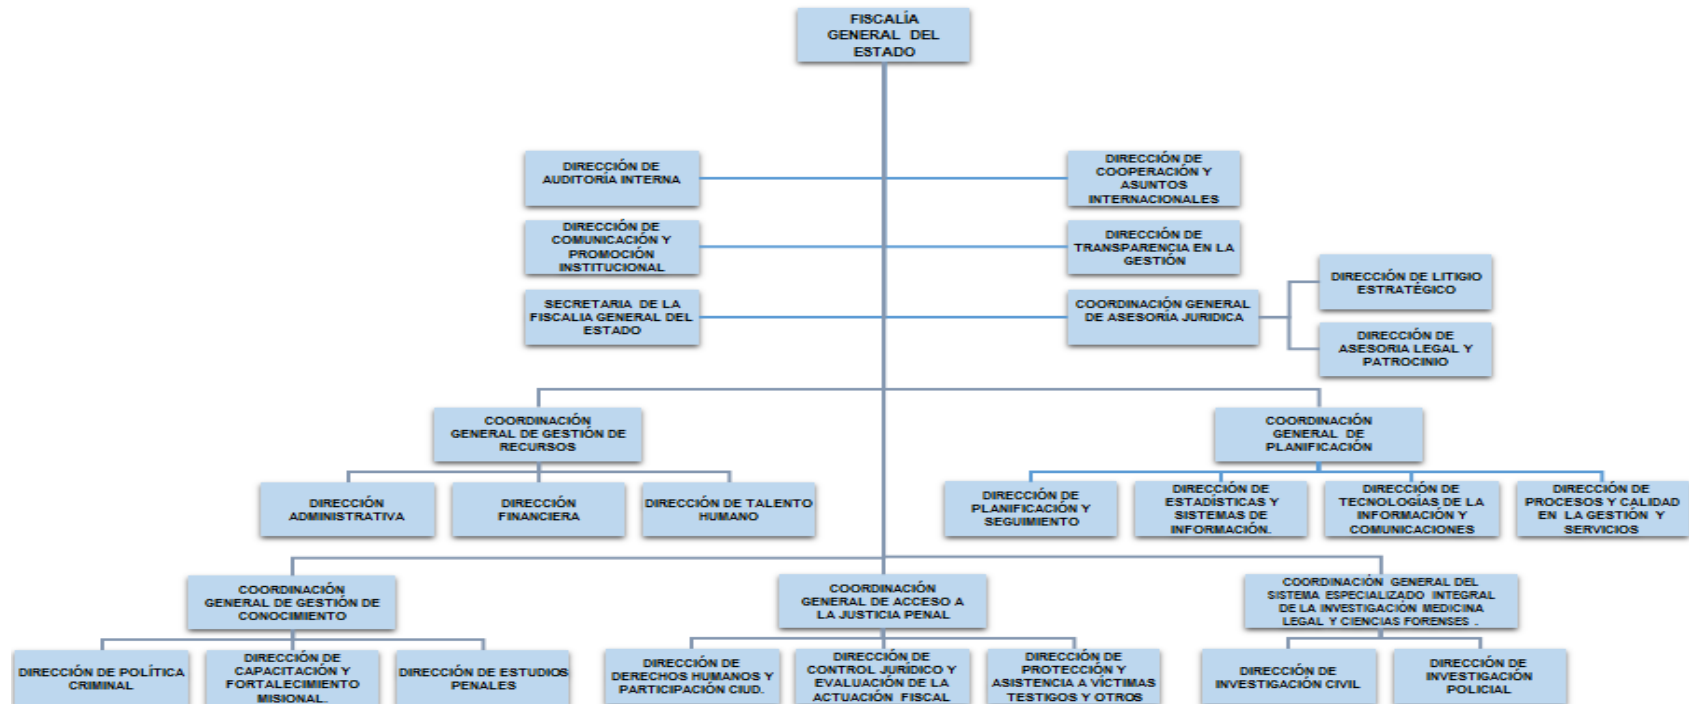 FISCALÍA
GENERAL DEL
ESTADO
DIRECCIÓN DE
AUDITORÍA INTERNA
DIRECCIÓN DE
COOPERACIÓN Y
ASUNTOS
INTERNACIONALES
DIRECCIÓN DE
COMUNICACIÓN Y
PROMOCIÓN
INSTITUCIONAL
DIRECCIÓN DE
TRANSPARENCIA EN LA
GESTIÓN
SECRETARIA DE LA
FISCALIA GENERAL DEL
ESTADO
COORDINACIÓN GENERAL
DE ASESORÍA JURIDICA
DIRECCIÓN DE LITIGIO
ESTRATÉGICO
DIRECCIÓN DE
ASESORIA LEGAL Y
PATROCINIO
COORDINACIÓN
GENERAL DE GESTIÓN DE
RECURSOS
COORDINACIÓN
GENERAL DE
PLANIFICACIÓN
DIRECCIÓN
ADMINISTRATIVA
DIRECCIÓN
FINANCIERA
DIRECCIÓN DE TALENTO
HUMANO
DIRECCIÓN DE
PLANIFICACIÓN Y
SEGUIMIENTO
DIRECCIÓN DE
ESTADÍSTICAS Y
SISTEMAS DE
INFORMACIÓN.
DIRECCIÓN DE
TECNOLOGÍAS DE LA
INFORMACIÓN Y
COMUNICACIONES
DIRECCIÓN DE
PROCESOS Y CALIDAD
EN LA GESTIÓN Y
SERVICIOS
COORDINACIÓN
GENERAL DE GESTIÓN DE
CONOCIMIENTO
COORDINACIÓN
GENERAL DE ACCESO A
LA JUSTICIA PENAL
COORDINACIÓN GENERAL DEL
SISTEMA ESPECIALIZADO INTEGRAL
DE LA INVESTIGACIÓN MEDICINA
LEGAL Y CIENCIAS FORENSES .
DIRECCIÓN DE POLÍTICA
CRIMINAL
DIRECCIÓN DE
CAPACITACIÓN Y
FORTALECIMIENTO
MISIONAL.
DIRECCIÓN DE ESTUDIOS
PENALES
DIRECCIÓN DE
DERECHOS HUMANOS Y
PARTICIPACIÓN CIUD.
DIRECCIÓN DE
CONTROL JURÍDICO Y
EVALUACIÓN DE LA
ACTUACIÓN FISCAL
DIRECCIÓN DE
PROTECCIÓN Y
ASISTENCIA A VÍCTIMAS
TESTIGOS Y OTROS
DIRECCIÓN DE
INVESTIGACIÓN CIVIL
DIRECCIÓN DE
INVESTIGACIÓN
POLICIAL